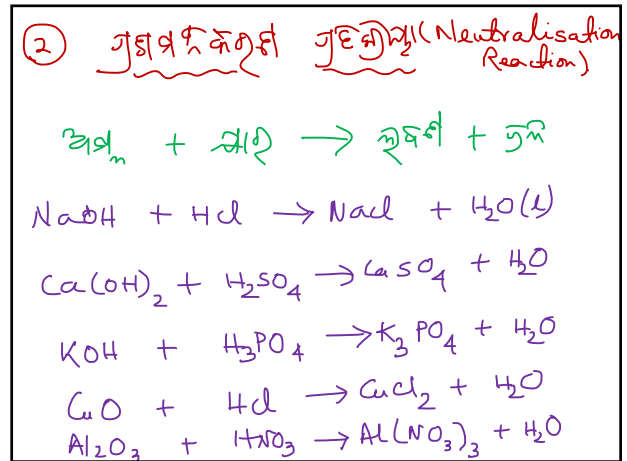 ② ପ୍ରଶମନକରଣ ପ୍ରତିକ୍ରିୟା (Neutralisation
Reaction)
ଅମ୍ଳ + କ୍ଷାର → ଲବଣ + ଜଳ
NaOH + HCl → NaCl + H₂O(l)
Ca(OH)₂ + H₂SO₄ → CaSO₄ + H₂O
KOH + H₃PO₄ → K₃PO₄ + H₂O
CuO + HCl → CuCl₂ + H₂O
Al₂O₃ + HNO₃ → Al(NO₃)₃ + H₂O